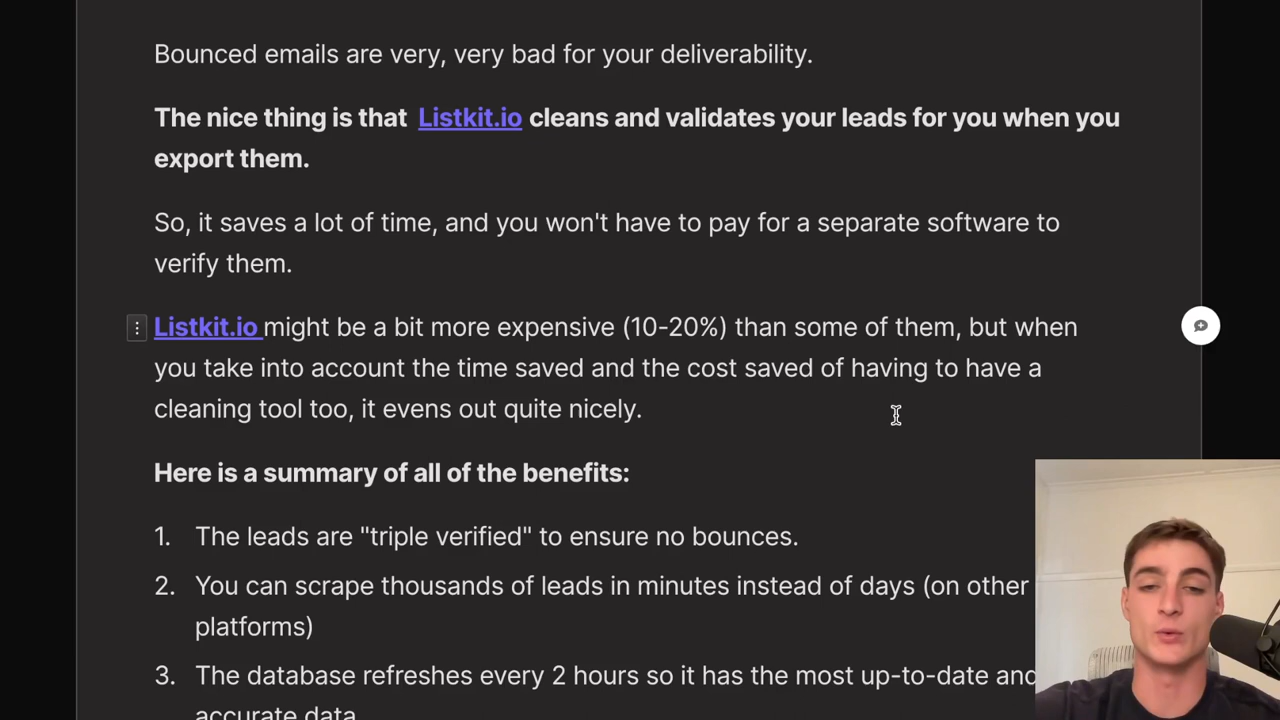 Bounced emails are very, very bad for your deliverability.
The nice thing is that Listkit.io cleans and validates your leads for you when you
export them.
So, it saves a lot of time, and you won't have to pay for a separate software to
verify them.
Listkit.io might be a bit more expensive (10-20%) than some of them, but when
you take into account the time saved and the cost saved of having to have a
cleaning tool too, it evens out quite nicely.
Here is a summary of all of the benefits:
1. The leads are "triple verified" to ensure no bounces.
2. You can scrape thousands of leads in minutes instead of days (on other
platforms)
3. The database refreshes every 2 hours so it has the most up-to-date and
accurate data